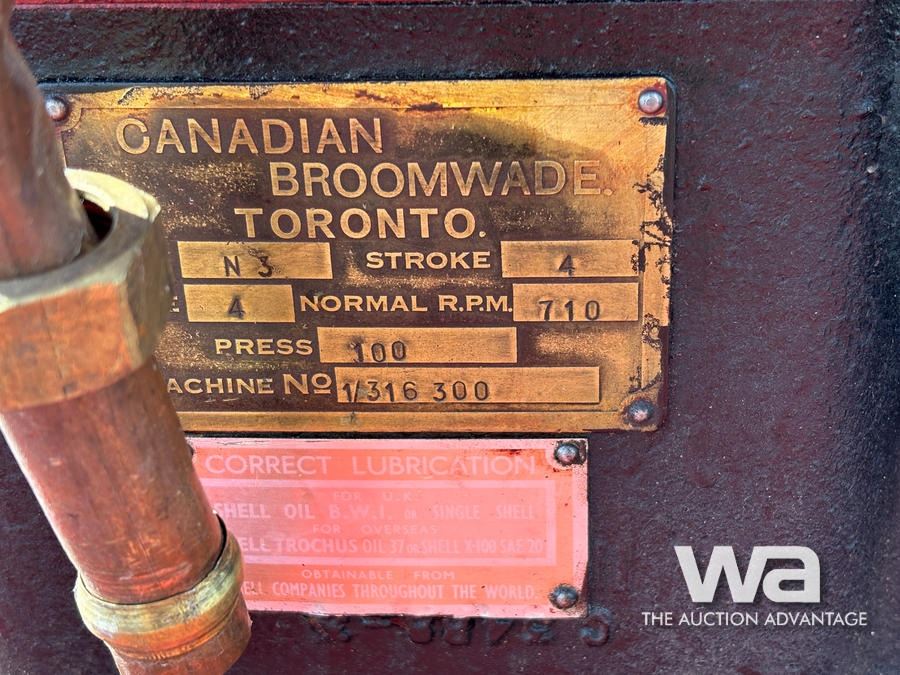 CANADIAN
BROOMWADE.
TORONTO.
N 3 STROKE 4
4 NORMAL R.P.M. 710
PRESS 100
ACHINE No 1/316 300
CORRECT LUBRICATION
FOR U.K.
SHELL OIL B.W.I. OR SINGLE SHELL
FOR OVERSEAS
ELL TROCHUS OIL 37 OR SHELL X-100 SAE 20
OBTAINABLE FROM
ELL COMPANIES THROUGHOUT THE WORLD.
wa
THE AUCTION ADVANTAGE